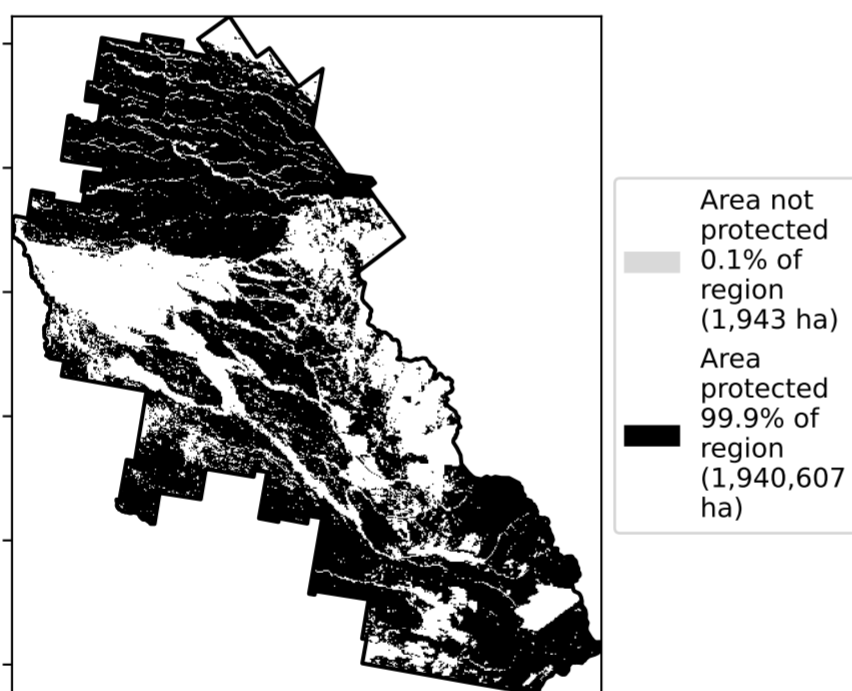 Area not
protected
0.1% of
region
(1,943 ha)
Area
protected
99.9% of
region
(1,940,607
ha)